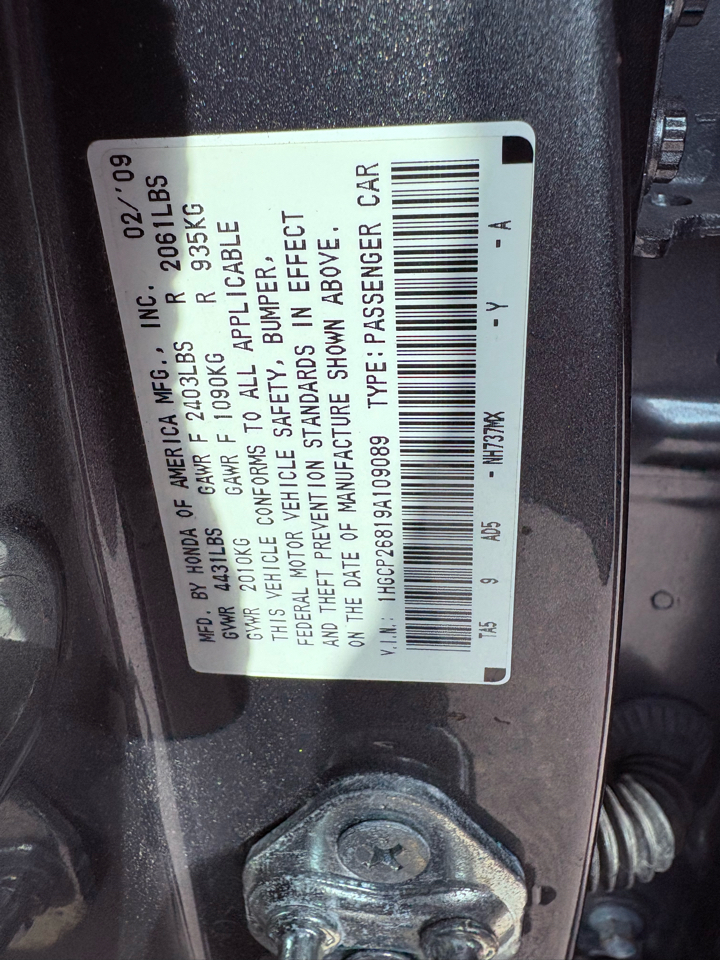 MFD. BY HONDA OF AMERICA MFG., INC. 02/'09
GVWR 4431LBS GAWR F 2403LBS R 2061LBS
GVWR 2010KG GAWR F 1090KG R 935KG
THIS VEHICLE CONFORMS TO ALL APPLICABLE
FEDERAL MOTOR VEHICLE SAFETY, BUMPER,
AND THEFT PREVENTION STANDARDS IN EFFECT
ON THE DATE OF MANUFACTURE SHOWN ABOVE.
V.I.N.: 1HGCP26819A109089 TYPE:PASSENGER CAR
TA5 9 AD5 - NH737MX - Y - A